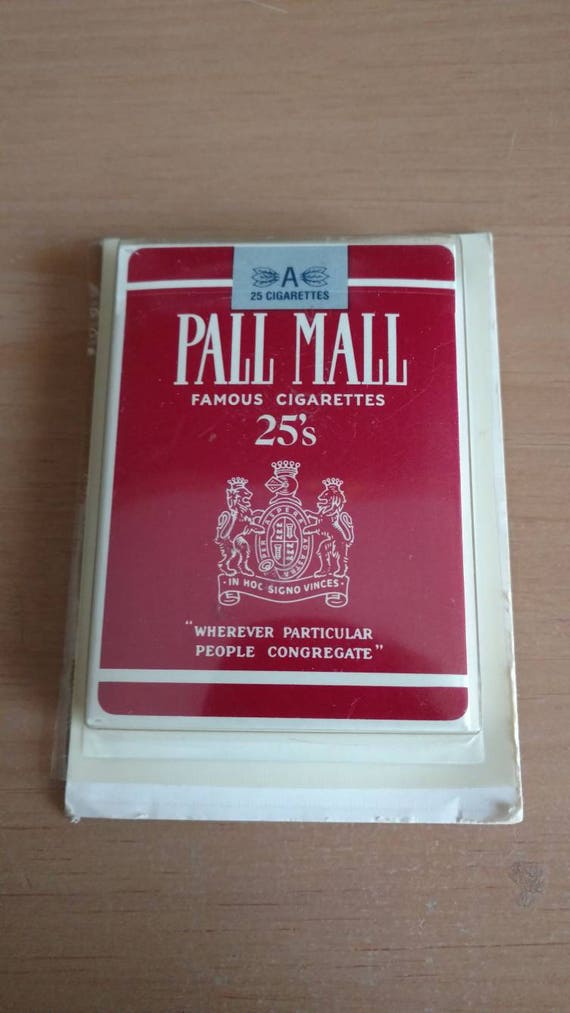 A
25 CIGARETTES
PALL MALL
FAMOUS CIGARETTES
25's
IN HOC SIGNO VINCES
"WHEREVER PARTICULAR
PEOPLE CONGREGATE"